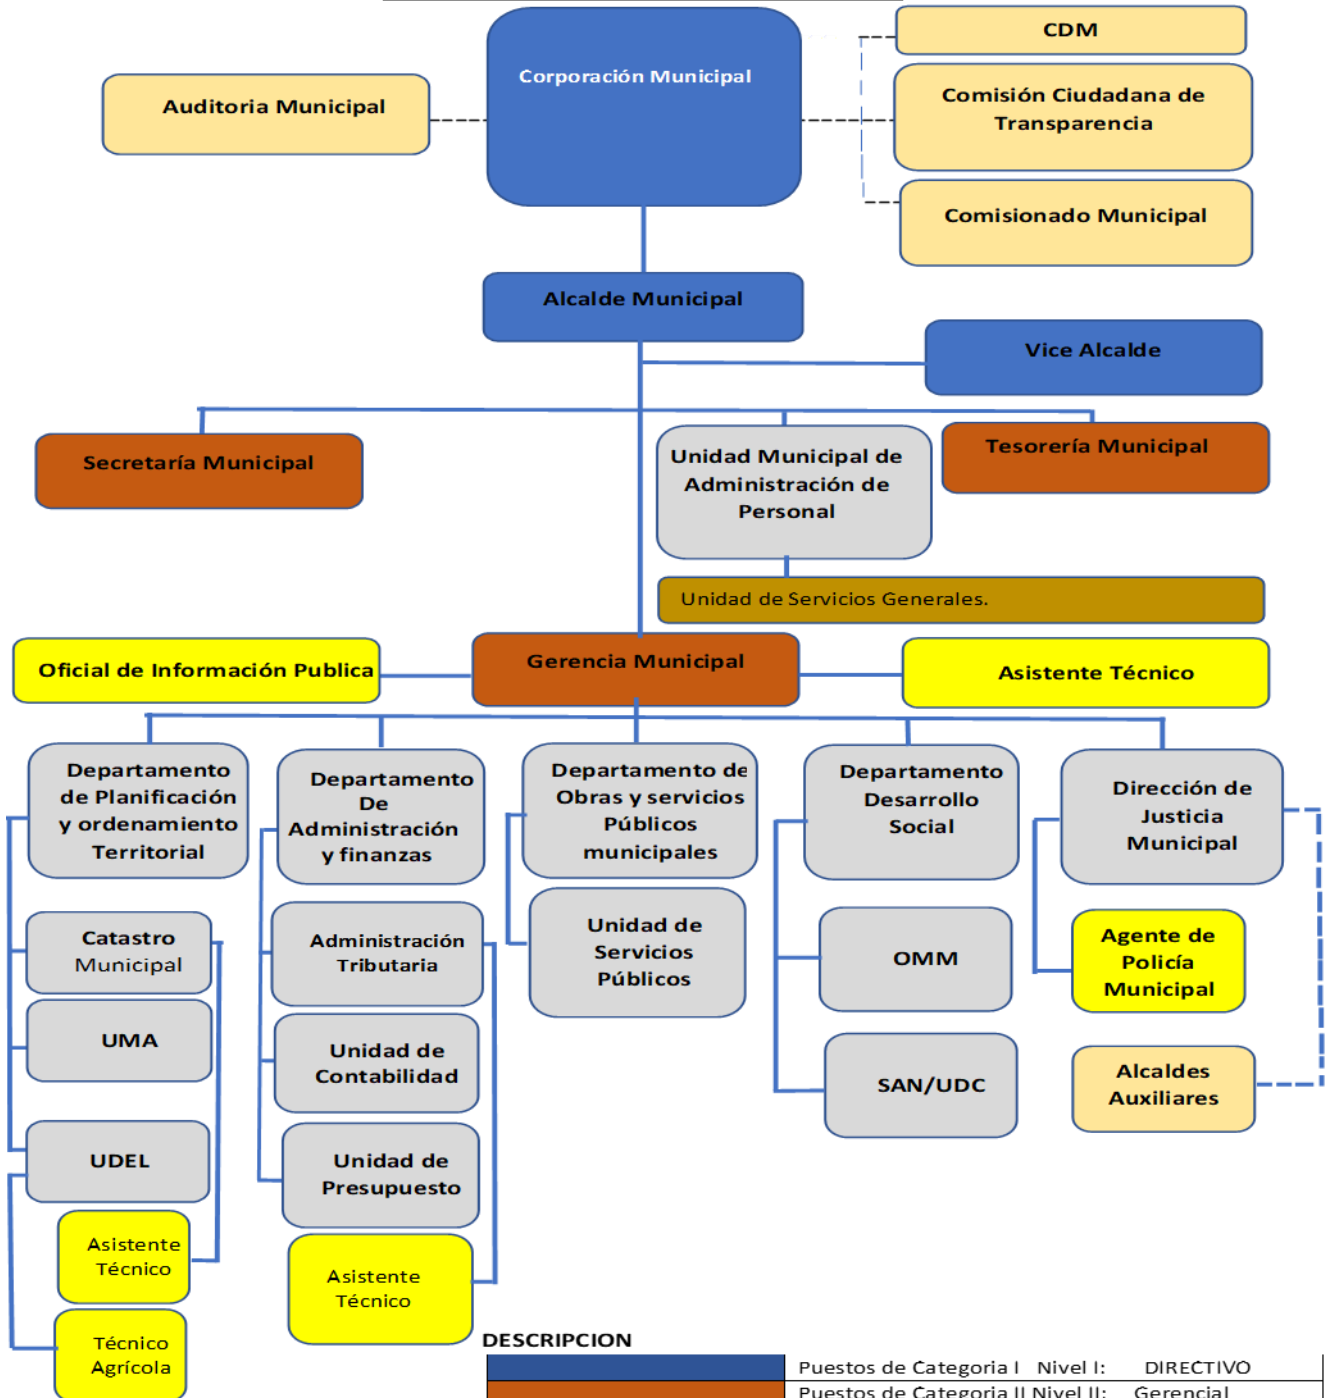 Corporación Municipal
CDM
Auditoria Municipal
Comisión Ciudadana de
Transparencia
Comisionado Municipal
Alcalde Municipal
Vice Alcalde
Secretaría Municipal
Unidad Municipal de
Administración de
Personal
Tesorería Municipal
Unidad de Servicios Generales.
Oficial de Información Publica
Gerencia Municipal
Asistente Técnico
Departamento
de Planificación
y ordenamiento
Territorial
Departamento
De
Administración
y finanzas
Departamento de
Obras y servicios
Públicos
municipales
Departamento
Desarrollo
Social
Dirección de
Justicia
Municipal
Catastro
Municipal
Administración
Tributaria
Unidad de
Servicios
Públicos
OMM
Agente de
Policía
Municipal
UMA
Unidad de
Contabilidad
SAN/UDC
Alcaldes
Auxiliares
UDEL
Unidad de
Presupuesto
Asistente
Técnico
Asistente
Técnico
Técnico
Agrícola
DESCRIPCION
Puestos de Categoria I Nivel I: DIRECTIVO
Puestos de Categoria II Nivel II: Gerencial